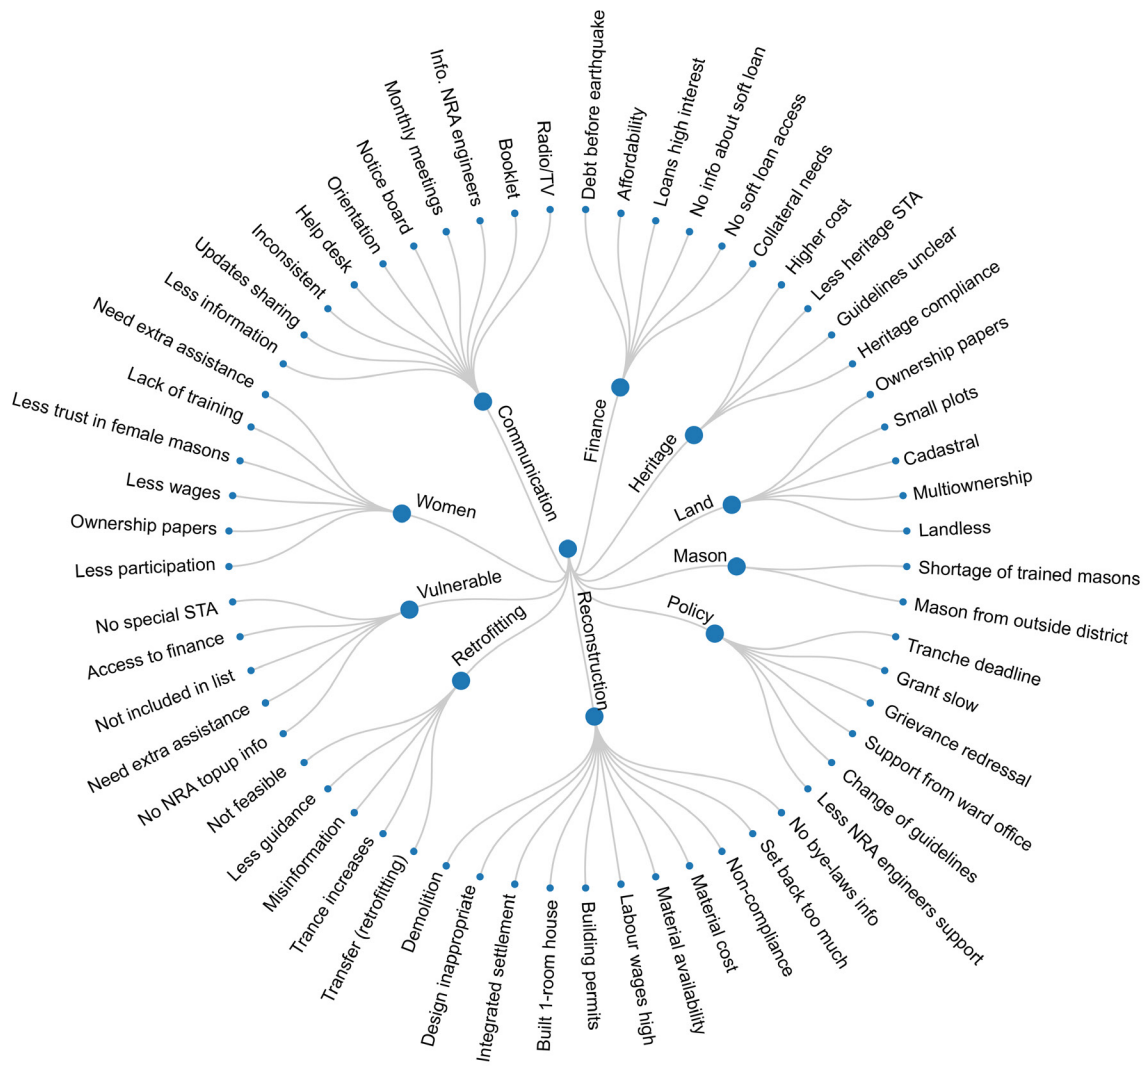 Communication
Radio/TV
Booklet
Info. NRA engineers
Monthly meetings
Notice board
Orientation
Help desk
Inconsistent
Updates sharing
Less information
Finance
Debt before earthquake
Affordability
Loans high interest
No info about soft loan
No soft loan access
Collateral needs
Heritage
Higher cost
Less heritage STA
Guidelines unclear
Heritage compliance
Land
Ownership papers
Small plots
Cadastral
Multiownership
Landless
Mason
Shortage of trained masons
Mason from outside district
Policy
Tranche deadline
Grant slow
Grievance redressal
Support from ward office
Change of guidelines
Less NRA engineers support
Reconstruction
No bye-laws info
Set back too much
Non-compliance
Material cost
Material availability
Labour wages high
Building permits
Built 1-room house
Integrated settlement
Design inappropriate
Demolition
Retrofitting
Transfer (retrofitting)
Trance increases
Misinformation
Less guidance
Not feasible
Vulnerable
No NRA topup info
Need extra assistance
Not included in list
Access to finance
No special STA
Women
Less participation
Ownership papers
Less wages
Less trust in female masons
Lack of training
Need extra assistance